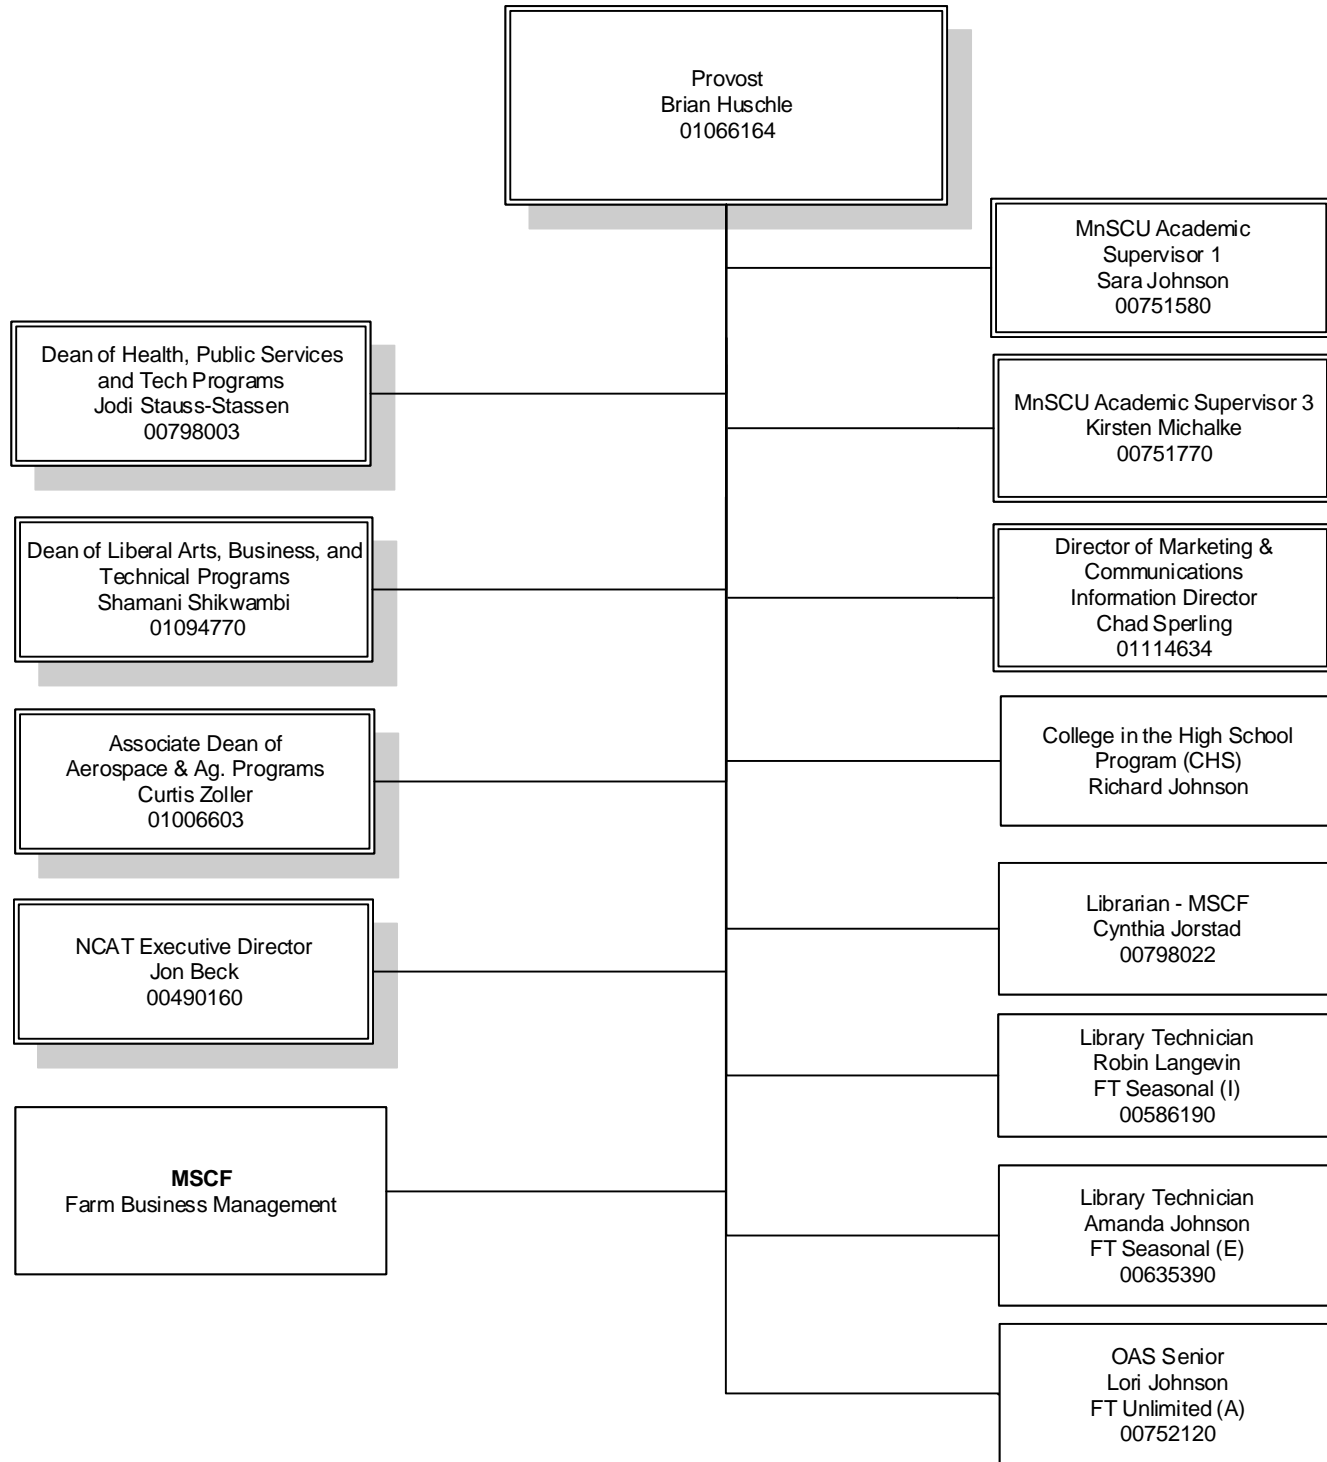 Provost
Brian Huschle
01066164
MnSCU Academic
Supervisor 1
Sara Johnson
00751580
Dean of Health, Public Services
and Tech Programs
Jodi Stauss-Stassen
00798003
MnSCU Academic Supervisor 3
Kirsten Michalke
00751770
Dean of Liberal Arts, Business, and
Technical Programs
Shamani Shikwambi
01094770
Director of Marketing &
Communications
Information Director
Chad Sperling
01114634
Associate Dean of
Aerospace & Ag. Programs
Curtis Zoller
01006603
College in the High School
Program (CHS)
Richard Johnson
NCAT Executive Director
Jon Beck
00490160
Librarian - MSCF
Cynthia Jorstad
00798022
Library Technician
Robin Langevin
FT Seasonal (I)
00586190
MSCF
Farm Business Management
Library Technician
Amanda Johnson
FT Seasonal (E)
00635390
OAS Senior
Lori Johnson
FT Unlimited (A)
00752120